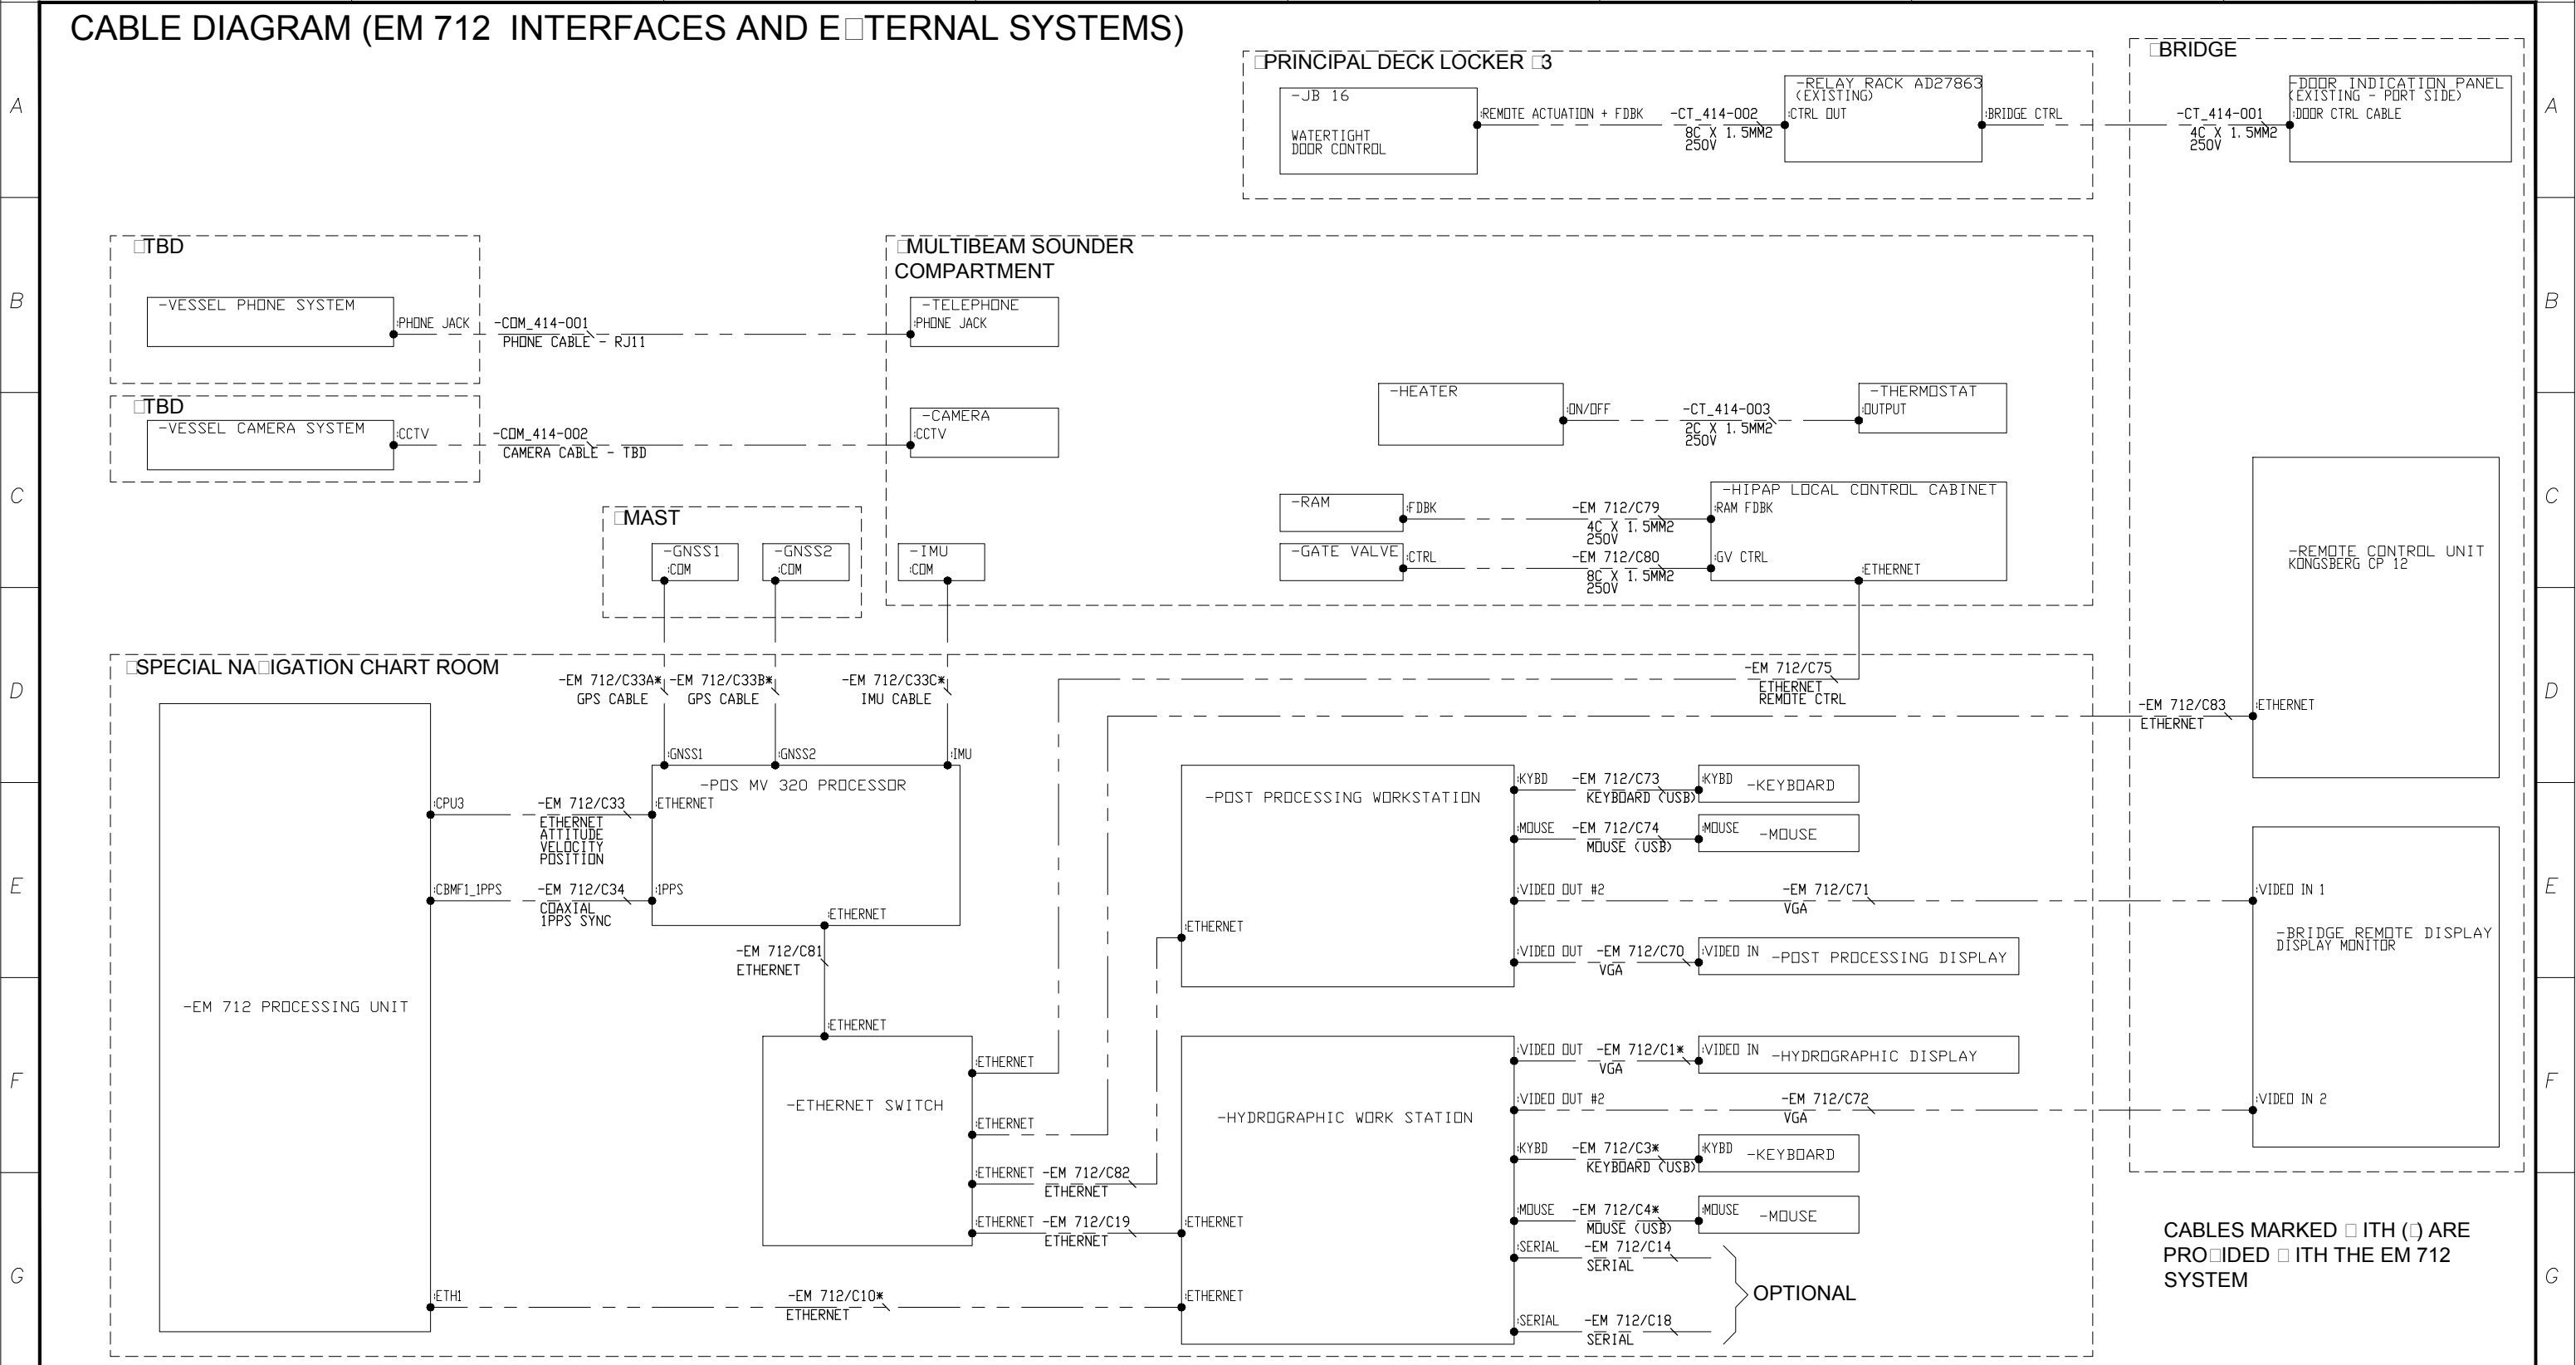 CABLE DIAGRAM (EM 712 INTERFACES AND E□TERNAL SYSTEMS)
□PRINCIPAL DECK LOCKER □3
-JB 16
WATERTIGHT
DOOR CONTROL
:REMOTE ACTUATION + FDBK
-CT_414-002
8C X 1.5MM2
250V
-RELAY RACK AD27863
(EXISTING)
:CTRL OUT
:BRIDGE CTRL
□BRIDGE
-CT_414-001
4C X 1.5MM2
250V
-DOOR INDICATION PANEL
(EXISTING - PORT SIDE)
:DOOR CTRL CABLE
A
A
□TBD
-VESSEL PHONE SYSTEM
:PHONE JACK
-COM_414-001
PHONE CABLE - RJ11
□MULTIBEAM SOUNDER
COMPARTMENT
-TELEPHONE
:PHONE JACK
B
B
□TBD
-VESSEL CAMERA SYSTEM
:CCTV
-COM_414-002
CAMERA CABLE - TBD
-CAMERA
:CCTV
-HEATER
:ON/OFF
-CT_414-003
2C X 1.5MM2
250V
-THERMOSTAT
:OUTPUT
C
C
-RAM
:FDBK
-EM 712/C79
4C X 1.5MM2
250V
-HIPAP LOCAL CONTROL CABINET
:RAM FDBK
-GATE VALVE
:CTRL
-EM 712/C80
8C X 1.5MM2
250V
:GV CTRL
:ETHERNET
□MAST
-GNSS1
:COM
-GNSS2
:COM
-IMU
:COM
-REMOTE CONTROL UNIT
KONGSBERG CP 12
□SPECIAL NA□IGATION CHART ROOM
-EM 712/C33A*
GPS CABLE
-EM 712/C33B*
GPS CABLE
-EM 712/C33C*
IMU CABLE
-EM 712/C75
ETHERNET
REMOTE CTRL
-EM 712/C83
ETHERNET
:ETHERNET
D
D
:GNSS1
:GNSS2
:IMU
-POS MV 320 PROCESSOR
:CPU3
-EM 712/C33
ETHERNET
ATTITUDE
VELOCITY
POSITION
:ETHERNET
:CBMF1_1PPS
-EM 712/C34
COAXIAL
1PPS SYNC
:1PPS
:ETHERNET
-EM 712/C81
ETHERNET
-POST PROCESSING WORKSTATION
:ETHERNET
:KYBD
-EM 712/C73
KEYBOARD (USB)
:KYBD
-KEYBOARD
:MOUSE
-EM 712/C74
MOUSE (USB)
:MOUSE
-MOUSE
:VIDEO OUT #2
-EM 712/C71
VGA
:VIDEO IN 1
:VIDEO OUT
-EM 712/C70
VGA
:VIDEO IN
-POST PROCESSING DISPLAY
-BRIDGE REMOTE DISPLAY
DISPLAY MONITOR
E
E
-EM 712 PROCESSING UNIT
:ETHERNET
-ETHERNET SWITCH
:ETHERNET
:ETHERNET
:ETHERNET
-EM 712/C82
ETHERNET
:ETHERNET
-EM 712/C19
ETHERNET
:ETHERNET
-HYDROGRAPHIC WORK STATION
:VIDEO OUT
-EM 712/C1*
VGA
:VIDEO IN
-HYDROGRAPHIC DISPLAY
:VIDEO OUT #2
-EM 712/C72
VGA
:VIDEO IN 2
F
F
:KYBD
-EM 712/C3*
KEYBOARD (USB)
:KYBD
-KEYBOARD
:MOUSE
-EM 712/C4*
MOUSE (USB)
:MOUSE
-MOUSE
:SERIAL
-EM 712/C14
SERIAL
OPTIONAL
:SERIAL
-EM 712/C18
SERIAL
:ETH1
-EM 712/C10*
ETHERNET
:ETHERNET
CABLES MARKED □ ITH (□) ARE
PRO□IDED □ ITH THE EM 712
SYSTEM
G
G